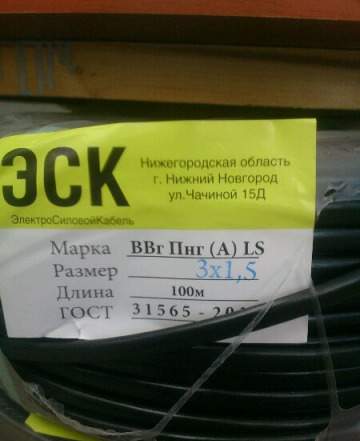 ЭСК
Нижегородская область
г. Нижний Новгород
ул.Чачиной 15Д
ЭлектроСиловойКабель
Марка ВВг Пнг (А) LS
Размер 3х1,5
Длина 100м
ГОСТ 31565-20